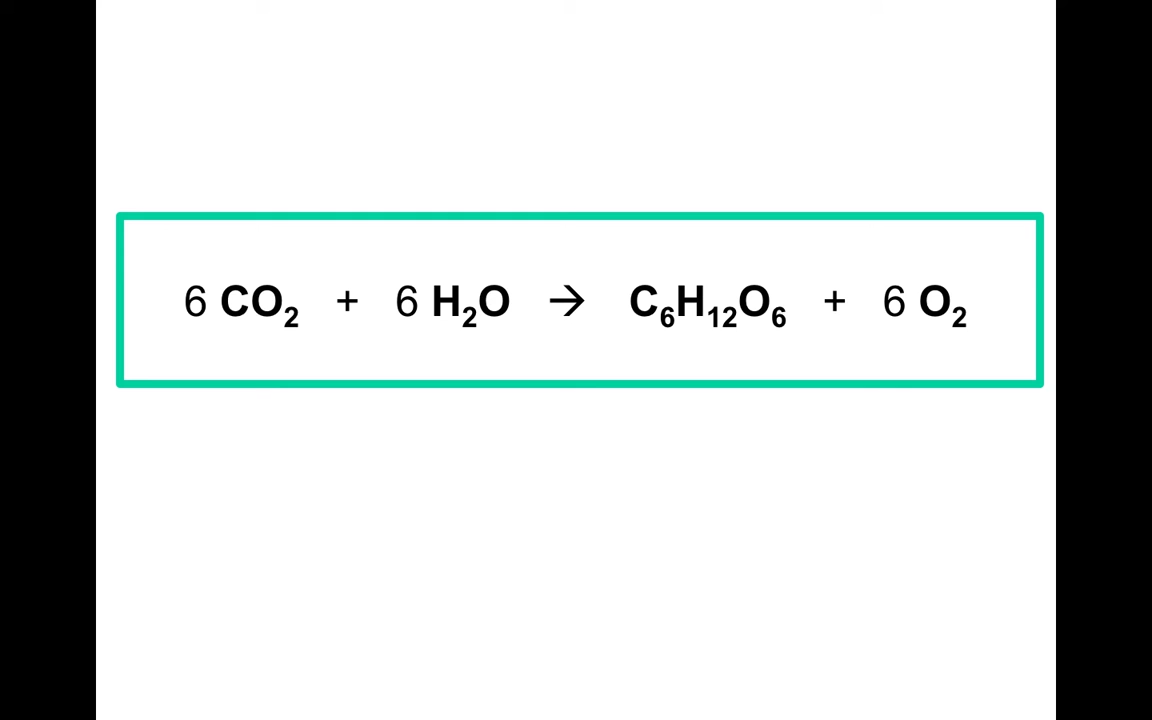 6 CO₂ + 6 H₂O → C₆H₁₂O₆ + 6 O₂